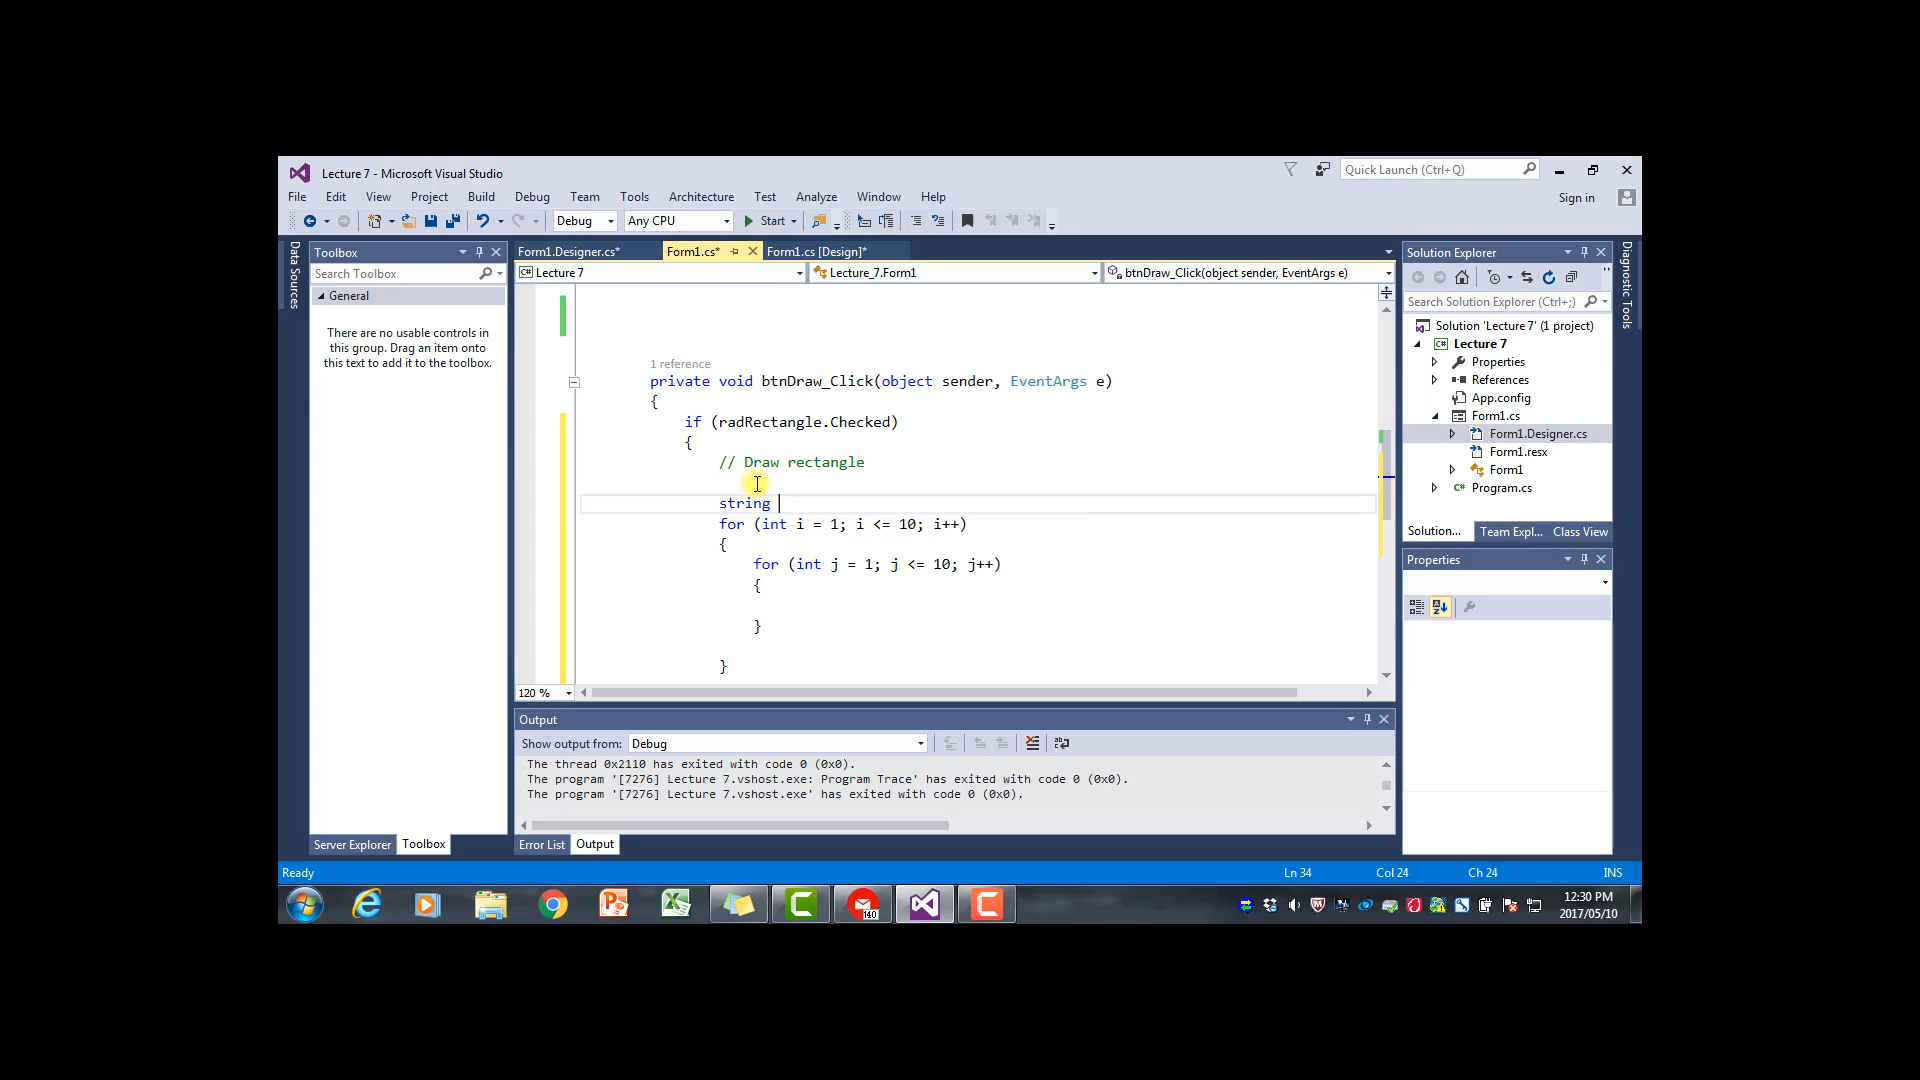 Lecture 7 - Microsoft Visual Studio
Quick Launch (Ctrl+Q)
File Edit View Project Build Debug Team Tools Architecture Test Analyze Window Help
Sign in
Debug Any CPU Start
Data Sources
Toolbox
Search Toolbox
General
There are no usable controls in
this group. Drag an item onto
this text to add it to the toolbox.
Server Explorer Toolbox
Form1.Designer.cs* Form1.cs* Form1.cs [Design]*
Lecture 7 Lecture_7.Form1 btnDraw_Click(object sender, EventArgs e)
1 reference
private void btnDraw_Click(object sender, EventArgs e)
{
if (radRectangle.Checked)
{
// Draw rectangle
string
for (int i = 1; i <= 10; i++)
{
for (int j = 1; j <= 10; j++)
{
}
}
120 %
Output
Show output from: Debug
The thread 0x2110 has exited with code 0 (0x0).
The program '[7276] Lecture 7.vshost.exe: Program Trace' has exited with code 0 (0x0).
The program '[7276] Lecture 7.vshost.exe' has exited with code 0 (0x0).
Error List Output
Solution Explorer
Search Solution Explorer (Ctrl+;)
Solution 'Lecture 7' (1 project)
Lecture 7
Properties
References
App.config
Form1.cs
Form1.Designer.cs
Form1.resx
Form1
Program.cs
Solution... Team Expl... Class View
Properties
Diagnostic Tools
Ready Ln 34 Col 24 Ch 24 INS
140
12:30 PM
2017/05/10